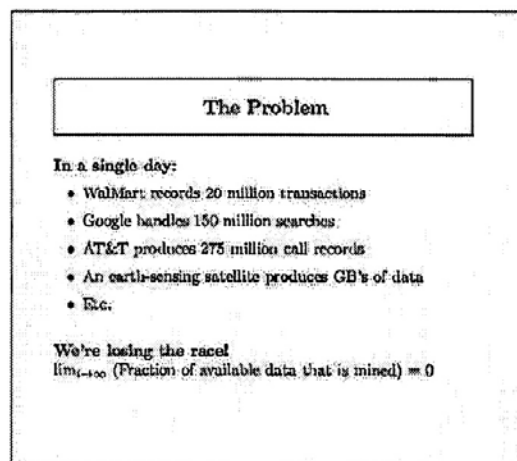 The Problem
In a single day:
• WalMart records 20 million transactions
• Google handles 150 million searches
• AT&T produces 275 million call records
• An earth-sensing satellite produces GB's of data
• Etc.
We're losing the race!
lim_{t→∞} (Fraction of available data that is mined) = 0